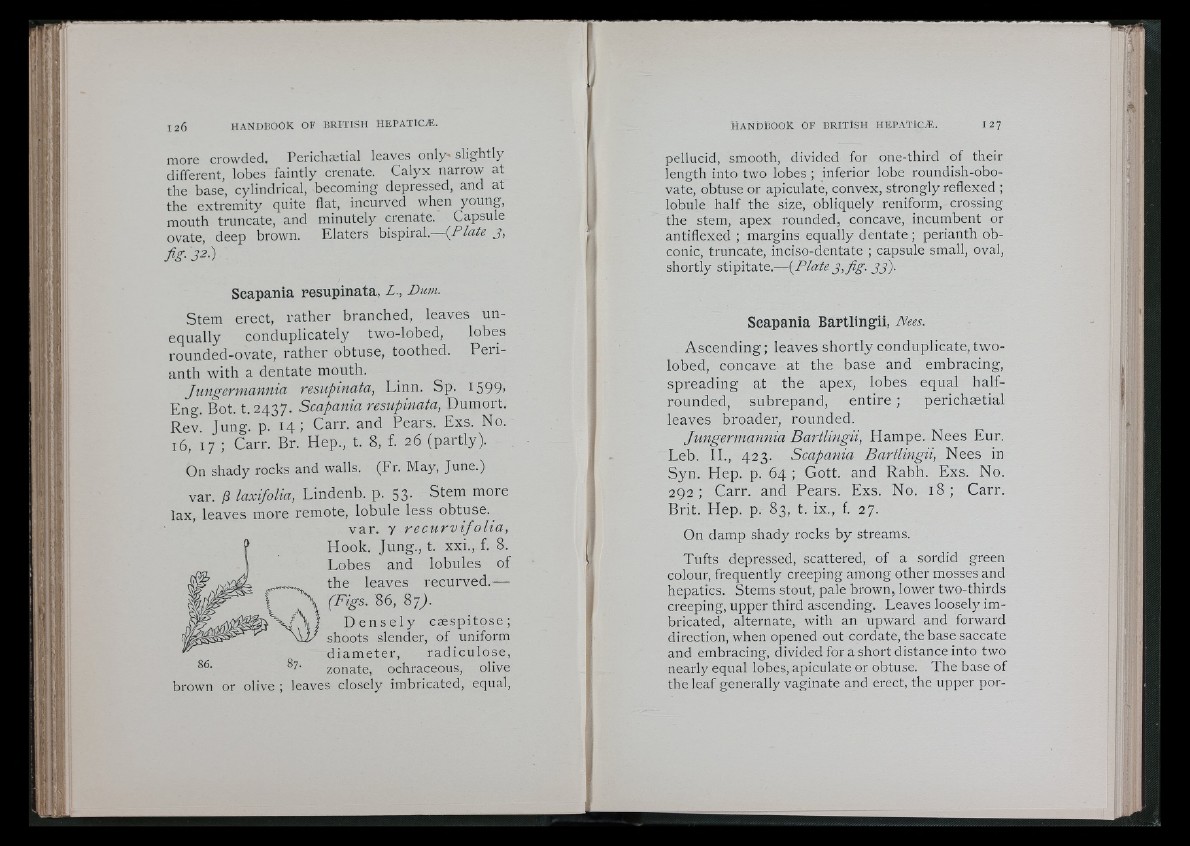 126 HANDBOOK OF BRITISH HEPATICÆ.
more crowded. Perichætial leaves only slightly
different, lobes faintly crenate. Calyx narrow at
the base, cylindrical, becoming depressed, and at
the extremity quite flat, incurved when young,
mouth truncate, and minutely crenate. Capsule
ovate, deep brown. Elaters bispiral.—(Plate 3,
fig. 32.)
Scapania resupinata, L., Dum.
Stem erect, rather branched, leaves un-
equally conduplicately two-lobed, lobes
rounded-ovate, rather obtuse, toothed. Peri-
anth with a dentate mouth.
Jungermannia resupinata, Linn. Sp. 1599,
Eng. Bot. t. 2437. Scapania resupinata, Dumort.
Rev. Jung. p. 14 ; Carr. and Pears. Exs. No.
16, 17 ; Carr. Br. Hep., t. 8, f. 26 (partly).
On shady rocks and walls. (Fr. May, June.)
var. β laxifolia, Lindenb. p. 53. Stem more
lax, leaves more remote, lobule less obtuse.
var. γ recurvifolia,
Hook. Jung., t. xxi., f. 8.
Lobes and lobules of
the leaves recurved.—
(Figs. 86, 87).
Densely cæspitose;
shoots slender, of uniform
diameter, radiculose,
86. 87. zonate, ochraceous, olive
brown or olive ; leaves closely imbricated, equal,
HANDBOOK OF BRITISH HEPATICÆ. 127
pellucid, smooth, divided for one-third of their
length into two lobes ; inferior lobe roundish-obo-
vate, obtuse or apiculate, convex, strongly reflexed ;
lobule half the size, obliquely reniform, crossing
the stem, apex rounded, concave, incumbent or
antiflexed ; margins equally dentate ; perianth ob-
conic, truncate, inciso-dentate ; capsule small, oval,
shortly stipitate.—(Plate 3, fig. 33).
Scapania Bartlingii, Nees.
Ascending ; leaves shortly conduplicate, two-
lobed, concave at the base and embracing,
spreading at the apex, lobes equal half-
rounded, subrepand, entire ; perichætial
leaves broader, rounded.
Jungermannia Bartlingii, Hampe. Nees Eur.
Leb. II., 423. Scapania Bartlingii, Nees in
Syn. Hep. p. 64 ; Gott. and Rabh. Exs. No.
292 ; Carr. and Pears. Exs. No. 18 ; Carr.
Brit. Hep. p. 83, t. ix., f. 27.
On damp shady rocks by streams.
Tufts depressed, scattered, of a sordid green
colour, frequently creeping among other mosses and
hepatics. Stems stout, pale brown, lower two-thirds
creeping, upper third ascending. Leaves loosely im-
bricated, alternate, with an upward and forward
direction, when opened out cordate, the base saccate
and embracing, divided for a short distance into two
nearly equal lobes, apiculate or obtuse. The base of
the leaf generally vaginate and erect, the upper por-